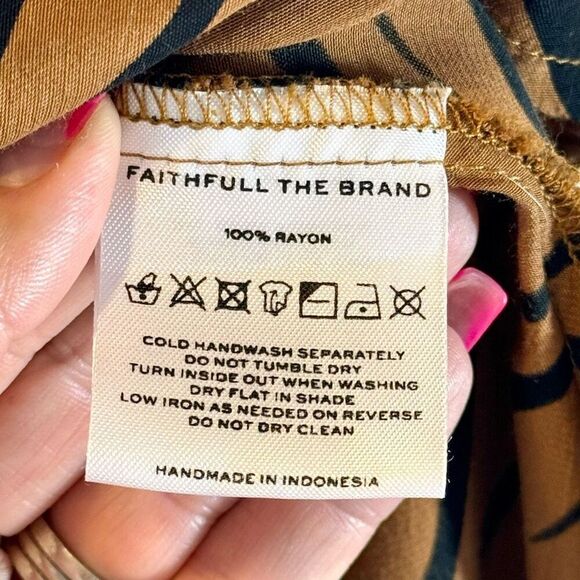 FAITHFULL THE BRAND
100% RAYON
COLD HANDWASH SEPARATELY
DO NOT TUMBLE DRY
TURN INSIDE OUT WHEN WASHING
DRY FLAT IN SHADE
LOW IRON AS NEEDED ON REVERSE
DO NOT DRY CLEAN
HANDMADE IN INDONESIA